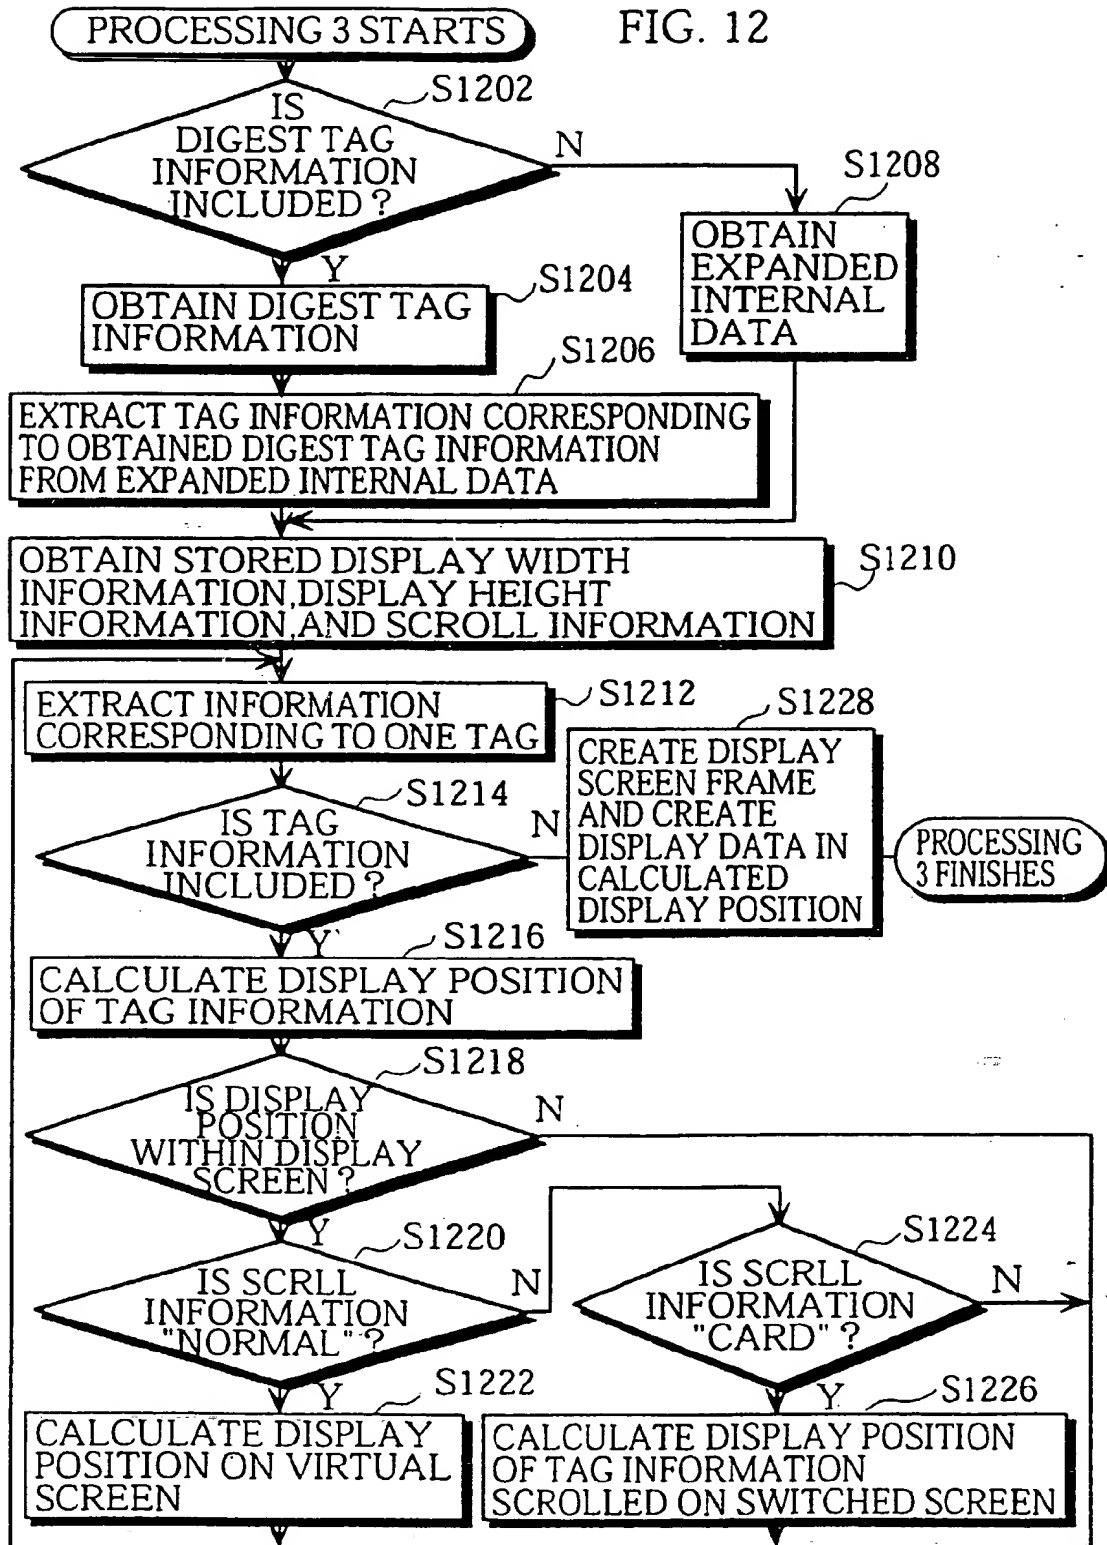 FIG. 12
PROCESSING 3 STARTS
S1202
IS
DIGEST TAG
INFORMATION
INCLUDED ?
N
Y
S1208
OBTAIN
EXPANDED
INTERNAL
DATA
S1204
OBTAIN DIGEST TAG
INFORMATION
S1206
EXTRACT TAG INFORMATION CORRESPONDING
TO OBTAINED DIGEST TAG INFORMATION
FROM EXPANDED INTERNAL DATA
S1210
OBTAIN STORED DISPLAY WIDTH
INFORMATION,DISPLAY HEIGHT
INFORMATION,AND SCROLL INFORMATION
S1212
EXTRACT INFORMATION
CORRESPONDING TO ONE TAG
S1214
IS TAG
INFORMATION
INCLUDED ?
N
Y
S1228
CREATE DISPLAY
SCREEN FRAME
AND CREATE
DISPLAY DATA IN
CALCULATED
DISPLAY POSITION
PROCESSING
3 FINISHES
S1216
CALCULATE DISPLAY POSITION
OF TAG INFORMATION
S1218
IS DISPLAY
POSITION
WITHIN DISPLAY
SCREEN ?
N
Y
S1220
IS SCRLL
INFORMATION
"NORMAL" ?
N
Y
S1224
IS SCRLL
INFORMATION
"CARD" ?
N
Y
S1222
CALCULATE DISPLAY
POSITION ON VIRTUAL
SCREEN
S1226
CALCULATE DISPLAY POSITION
OF TAG INFORMATION
SCROLLED ON SWITCHED SCREEN